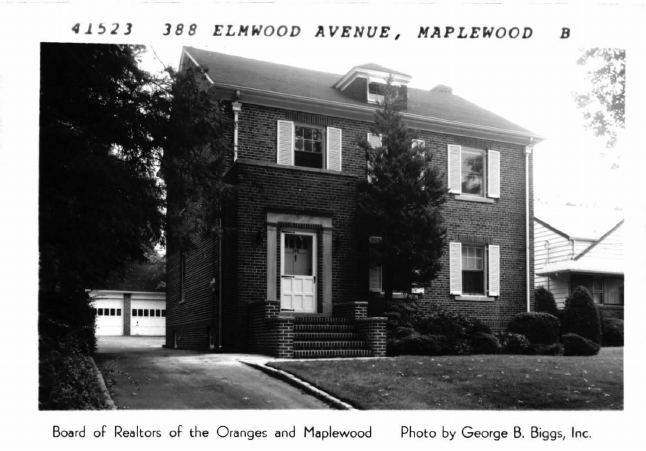 41523 388 ELMWOOD AVENUE, MAPLEWOOD B
Board of Realtors of the Oranges and Maplewood Photo by George B. Biggs, Inc.